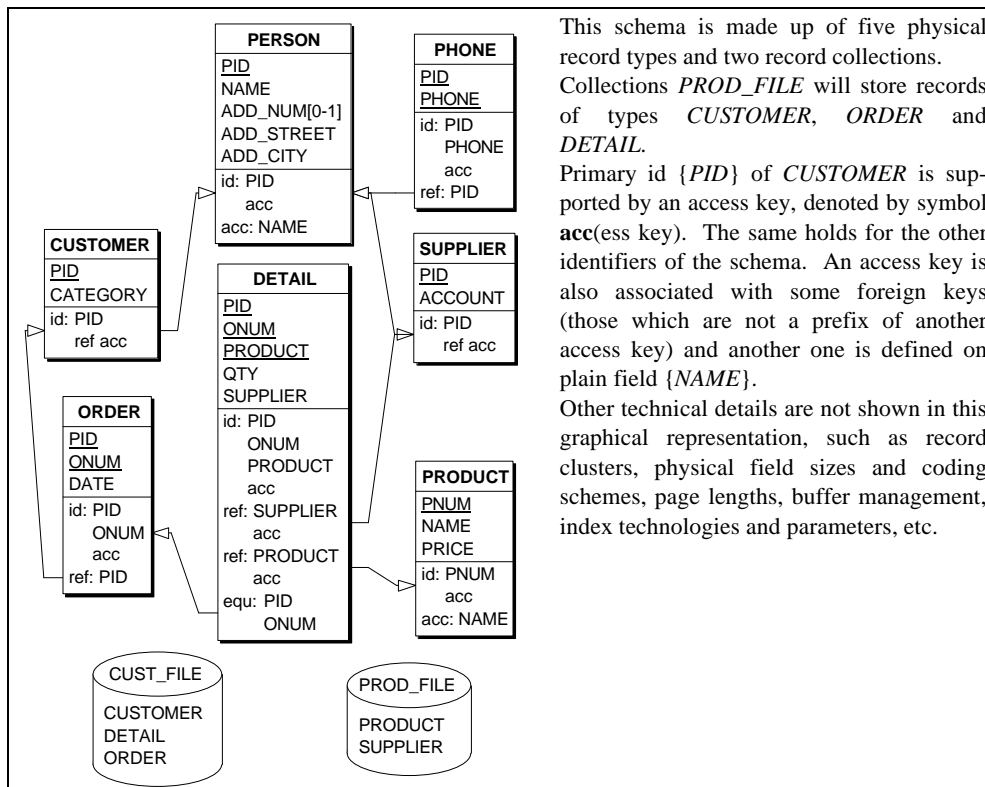 PERSON
PID
NAME
ADD_NUM[0-1]
ADD_STREET
ADD_CITY
id: PID
acc
acc: NAME
PHONE
PID
PHONE
id: PID
PHONE
acc
ref: PID
CUSTOMER
PID
CATEGORY
id: PID
ref acc
DETAIL
PID
ONUM
PRODUCT
QTY
SUPPLIER
id: PID
ONUM
PRODUCT
acc
ref: SUPPLIER
acc
ref: PRODUCT
acc
equ: PID
ONUM
SUPPLIER
PID
ACCOUNT
id: PID
ref acc
ORDER
PID
ONUM
DATE
id: PID
ONUM
acc
ref: PID
PRODUCT
PNUM
NAME
PRICE
id: PNUM
acc
acc: NAME
CUST_FILE
CUSTOMER
DETAIL
ORDER
PROD_FILE
PRODUCT
SUPPLIER
This schema is made up of five physical
record types and two record collections.
Collections PROD_FILE will store records
of types CUSTOMER, ORDER and
DETAIL.
Primary id {PID} of CUSTOMER is sup-
ported by an access key, denoted by symbol
acc(ess key). The same holds for the other
identifiers of the schema. An access key is
also associated with some foreign keys
(those which are not a prefix of another
access key) and another one is defined on
plain field {NAME}.
Other technical details are not shown in this
graphical representation, such as record
clusters, physical field sizes and coding
schemes, page lengths, buffer management,
index technologies and parameters, etc.